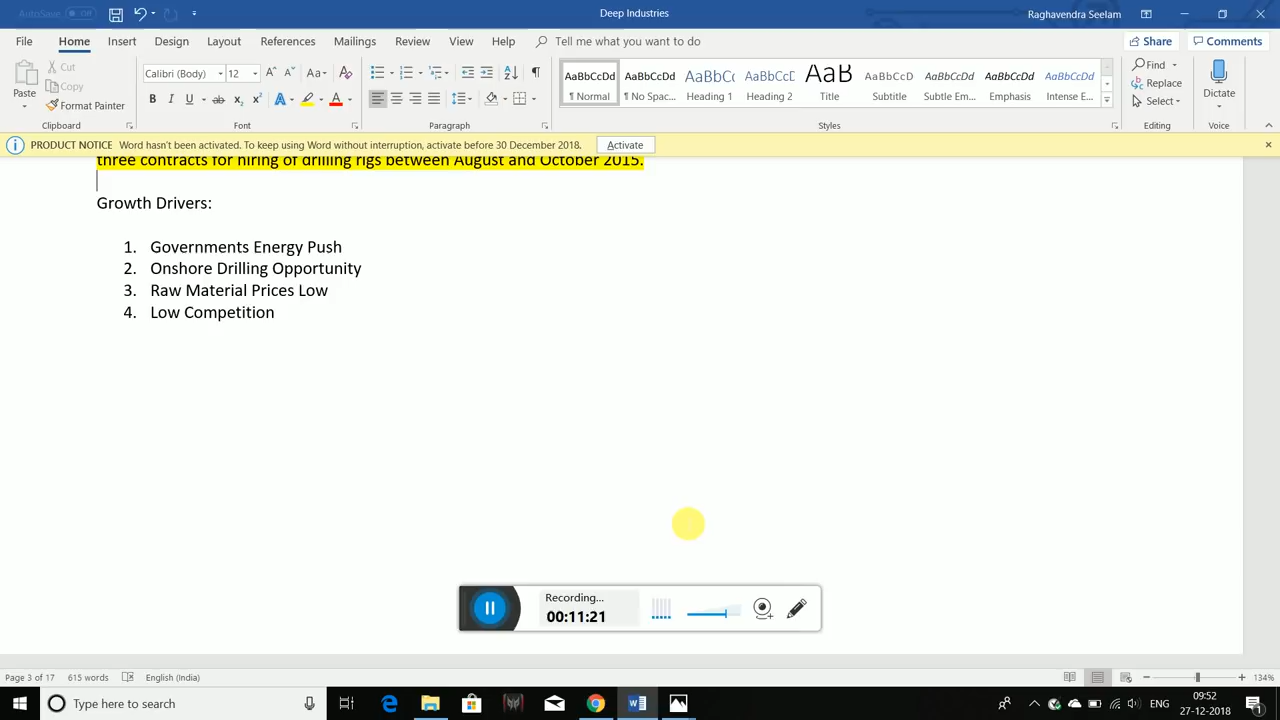 AutoSave Off
Deep Industries
Raghavendra Seelam
File Home Insert Design Layout References Mailings Review View Help Tell me what you want to do Share Comments
Paste
Cut
Copy
Format Painter
Clipboard
Calibri (Body) 12
Font
Paragraph
AaBbCcDd AaBbCcDd AaBbCc AaBbCcD AaB AaBbCcD AaBbCcDd AaBbCcDd AaBbCcDd
¶ Normal ¶ No Spac... Heading 1 Heading 2 Title Subtitle Subtle Em... Emphasis Intense E...
Styles
Find
Replace
Select
Editing
Dictate
Voice
PRODUCT NOTICE Word hasn't been activated. To keep using Word without interruption, activate before 30 December 2018. Activate
three contracts for hiring of drilling rigs between August and October 2015.
Growth Drivers:
1. Governments Energy Push
2. Onshore Drilling Opportunity
3. Raw Material Prices Low
4. Low Competition
Recording...
00:11:21
Page 3 of 17 615 words English (India) 134%
Type here to search
ENG
09:52
27-12-2018